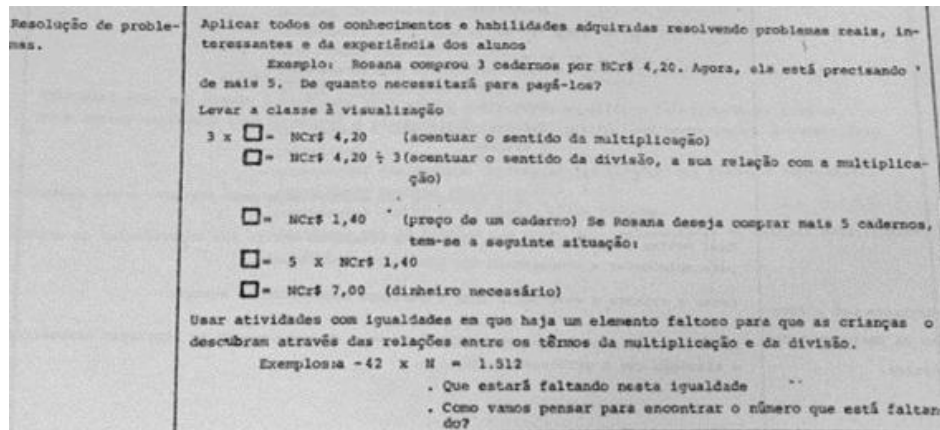 Resolução de proble-
mas.
Aplicar todos os conhecimentos e habilidades adquiridas resolvendo problemas reais, in-
teressantes e da experiência dos alunos
Exemplo: Rosana comprou 3 cadernos por NCr$ 4,20. Agora, ela está precisando
de mais 5. De quanto necessitará para pagá-los?
Levar a classe à visualização
3 x □= NCr$ 4,20 (acentuar o sentido da multiplicação)
□= NCr$ 4,20 ÷ 3(acentuar o sentido da divisão, a sua relação com a multiplica-
ção)
□= NCr$ 1,40 (preço de um caderno) Se Rosana deseja comprar mais 5 cadernos,
tem-se a seguinte situação:
□= 5 X NCr$ 1,40
□= NCr$ 7,00 (dinheiro necessário)
Usar atividades com igualdades em que haja um elemento faltoso para que as crianças o
descubram através das relações entre os têrmos da multiplicação e da divisão.
Exemplos:a -42 x N = 1.512
. Que estará faltando nesta igualdade
. Como vamos pensar para encontrar o número que está faltan
do?